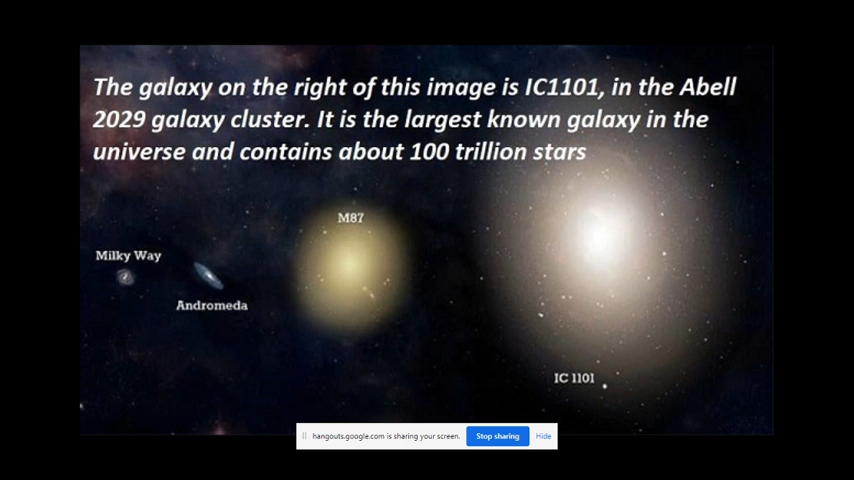 The galaxy on the right of this image is IC1101, in the Abell
2029 galaxy cluster. It is the largest known galaxy in the
universe and contains about 100 trillion stars
M87
Milky Way
Andromeda
IC 1101
hangouts.google.com is sharing your screen. Stop sharing Hide